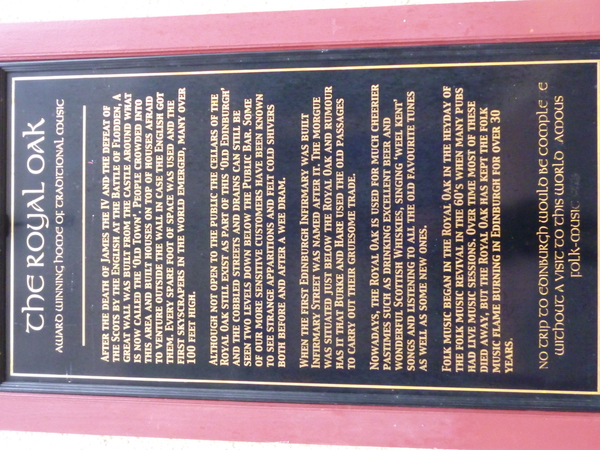 THE ROYAL OAK
AWARD WINNING HOME OF TRADITIONAL MUSIC
AFTER THE DEATH OF JAMES THE IV AND THE DEFEAT OF
THE SCOTS BY THE ENGLISH AT THE BATTLE OF FLODDEN, A
GREAT WALL WAS BUILT FROM THE CASTLE AROUND WHAT
IS NOW CALLED THE 'OLD TOWN'. PEOPLE CROWDED INTO
THIS AREA AND BUILT HOUSES ON TOP OF HOUSES AFRAID
TO VENTURE OUTSIDE THE WALL IN CASE THE ENGLISH GOT
THEM. EVERY SPARE FOOT OF SPACE WAS USED AND THE
FIRST SKYSCRAPERS IN THE WORLD EMERGED, MANY OVER
100 FEET HIGH.
ALTHOUGH NOT OPEN TO THE PUBLIC THE CELLARS OF THE
ROYAL OAK STILL EXIST AS PART OF THIS 'OLD EDINBURGH'
AND THE COBBLED STREETS AND DRAINS CAN STILL BE
SEEN TWO LEVELS DOWN BELOW THE PUBLIC BAR. SOME
OF OUR MORE SENSITIVE CUSTOMERS HAVE BEEN KNOWN
TO SEE STRANGE APPARITIONS AND FELT COLD SHIVERS
BOTH BEFORE AND AFTER A WEE DRAM.
WHEN THE FIRST EDINBURGH INFIRMARY WAS BUILT
INFIRMARY STREET WAS NAMED AFTER IT. THE MORGUE
WAS SITUATED JUST BELOW THE ROYAL OAK AND RUMOUR
HAS IT THAT BURKE AND HARE USED THE OLD PASSAGES
TO CARRY OUT THEIR GRUESOME TRADE.
NOWADAYS, THE ROYAL OAK IS USED FOR MUCH CHEERIER
PASTIMES SUCH AS DRINKING EXCELLENT BEER AND
WONDERFUL SCOTTISH WHISKIES, SINGING 'WEEL KENT'
SONGS AND LISTENING TO ALL THE OLD FAVOURITE TUNES
AS WELL AS SOME NEW ONES.
FOLK MUSIC BEGAN IN THE ROYAL OAK IN THE HEYDAY OF
THE FOLK MUSIC REVIVAL IN THE 60'S WHEN MANY PUBS
HAD LIVE MUSIC SESSIONS. OVER TIME MOST OF THESE
DIED AWAY, BUT THE ROYAL OAK HAS KEPT THE FOLK
MUSIC FLAME BURNING IN EDINBURGH FOR OVER 30
YEARS.
NO TRIP TO EDINBURGH WOULD BE COMPLE E
WITHOUT A VISIT TO THIS WORLD AMOUS
FOLK-MUSIC